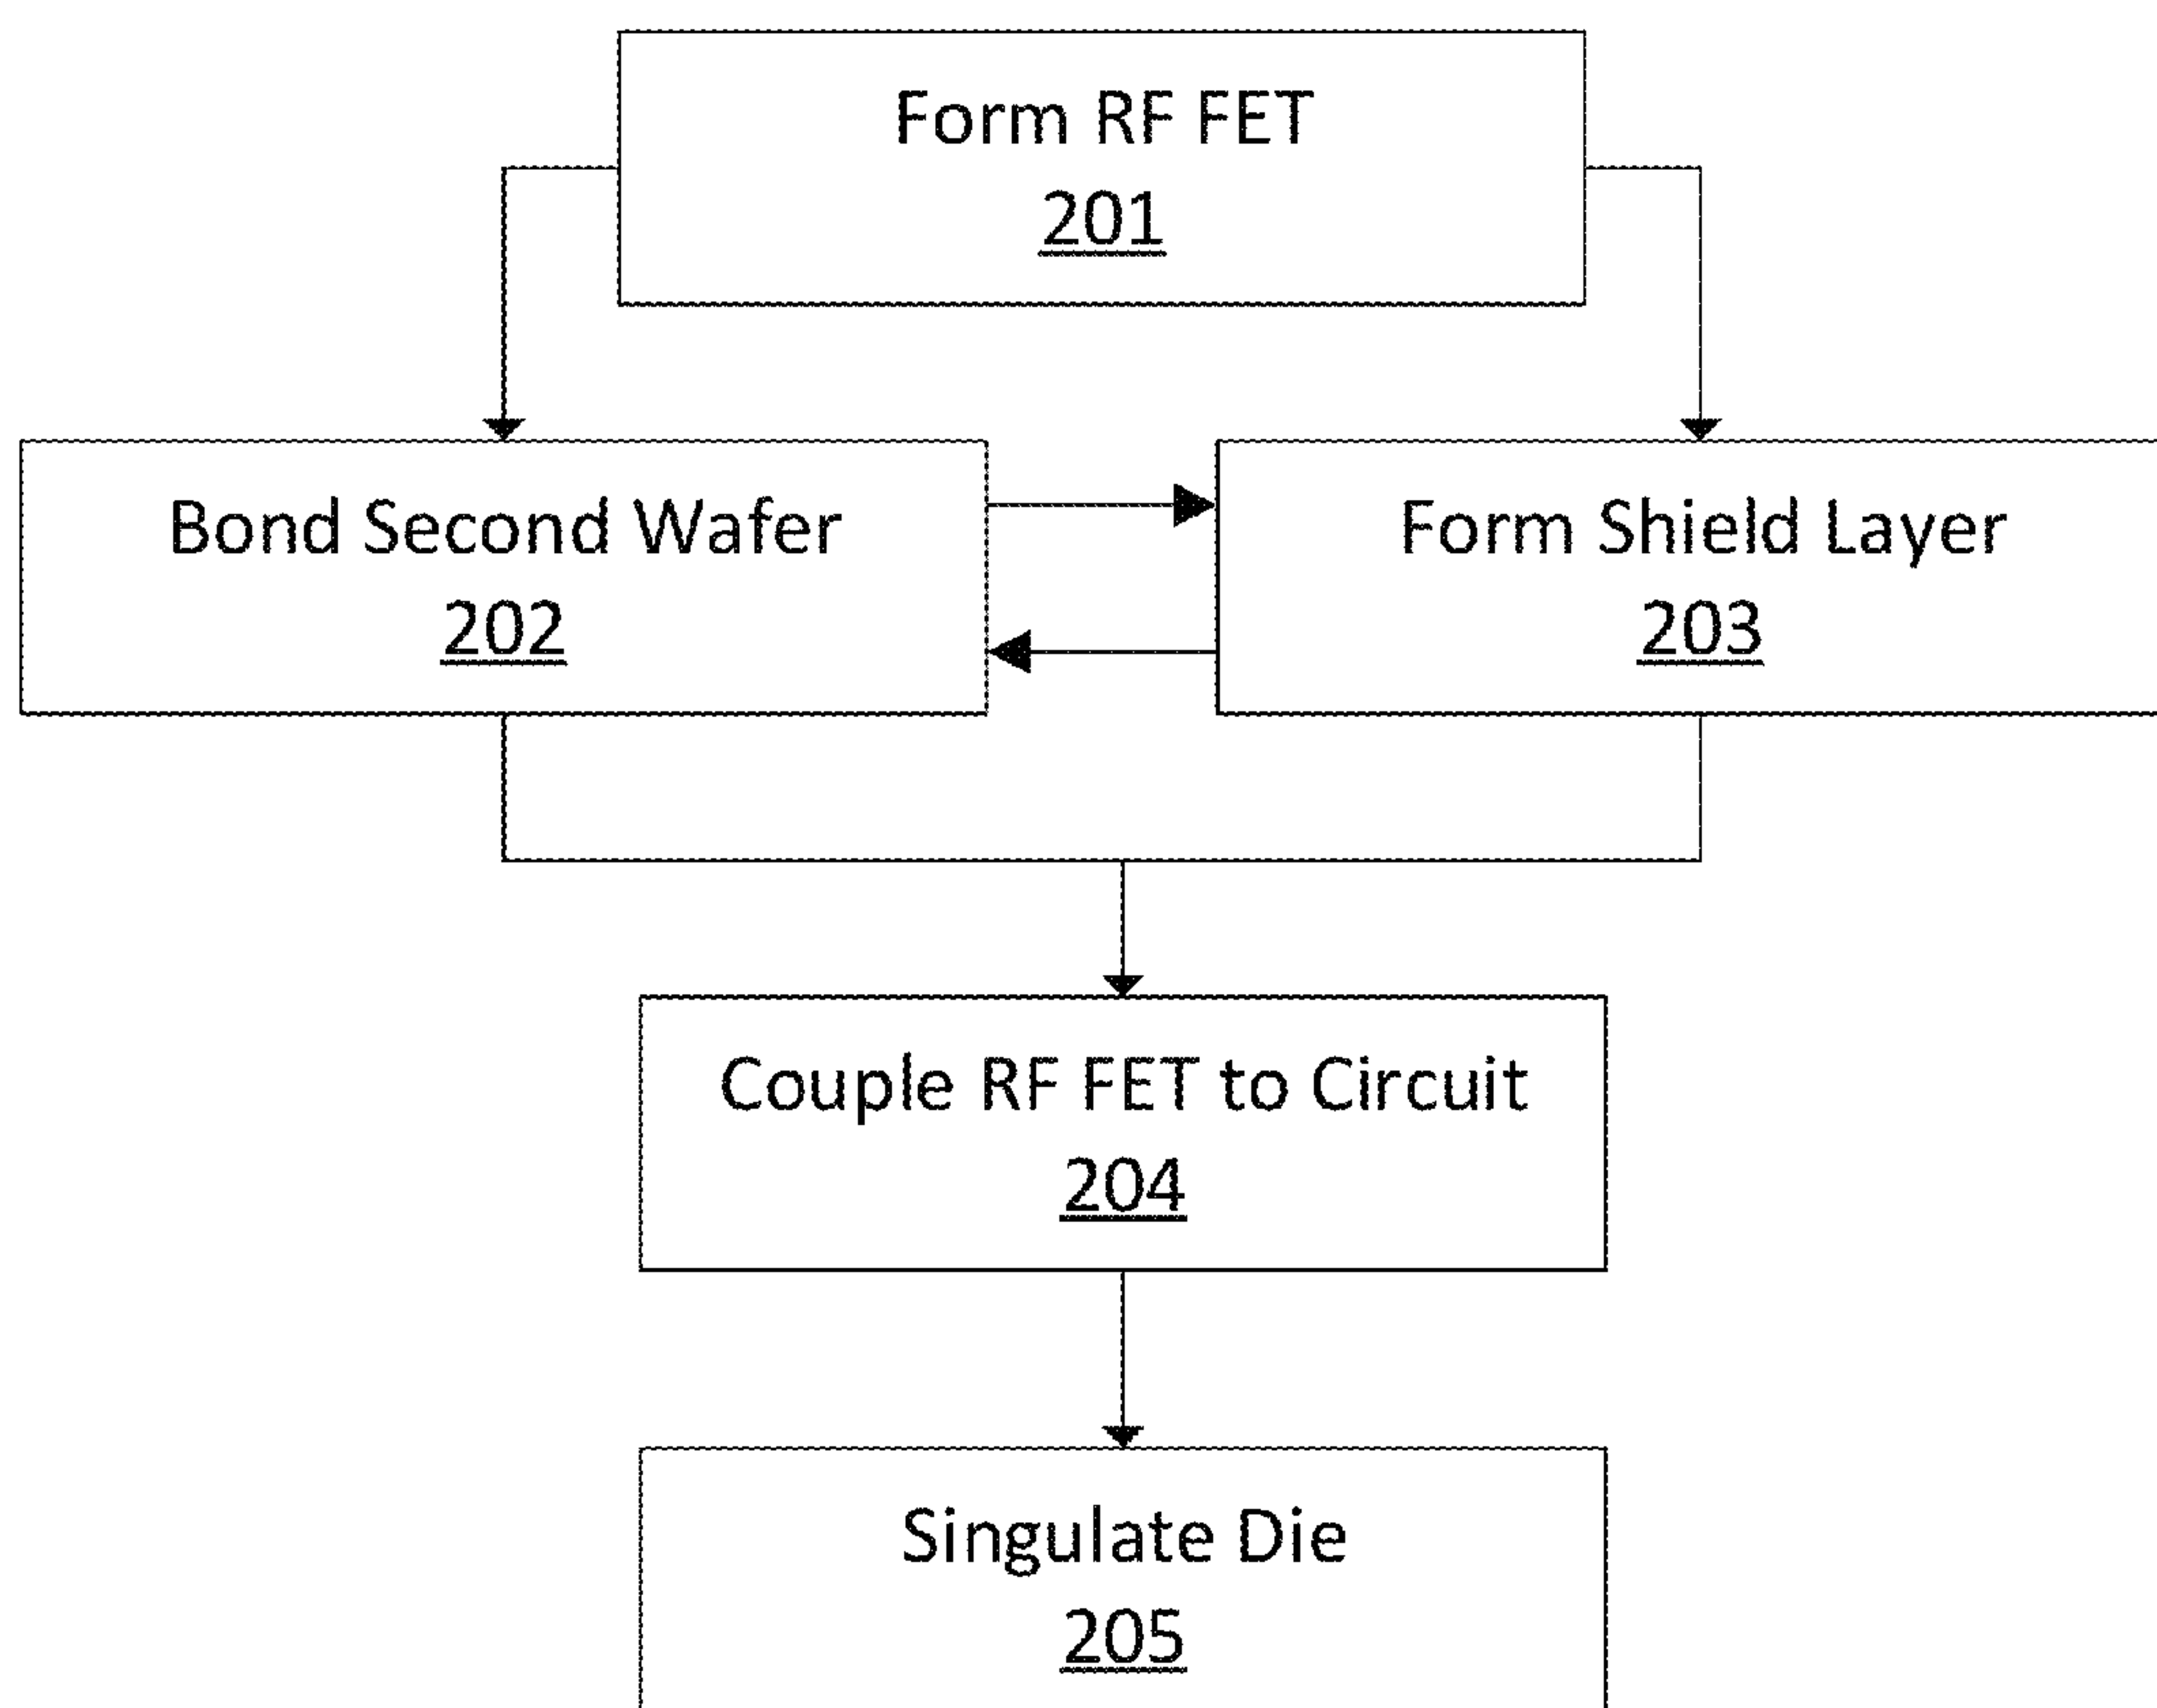 Form RF FET
201
Bond Second Wafer
202
Form Shield Layer
203
Couple RF FET to Circuit
204
Singulate Die
205